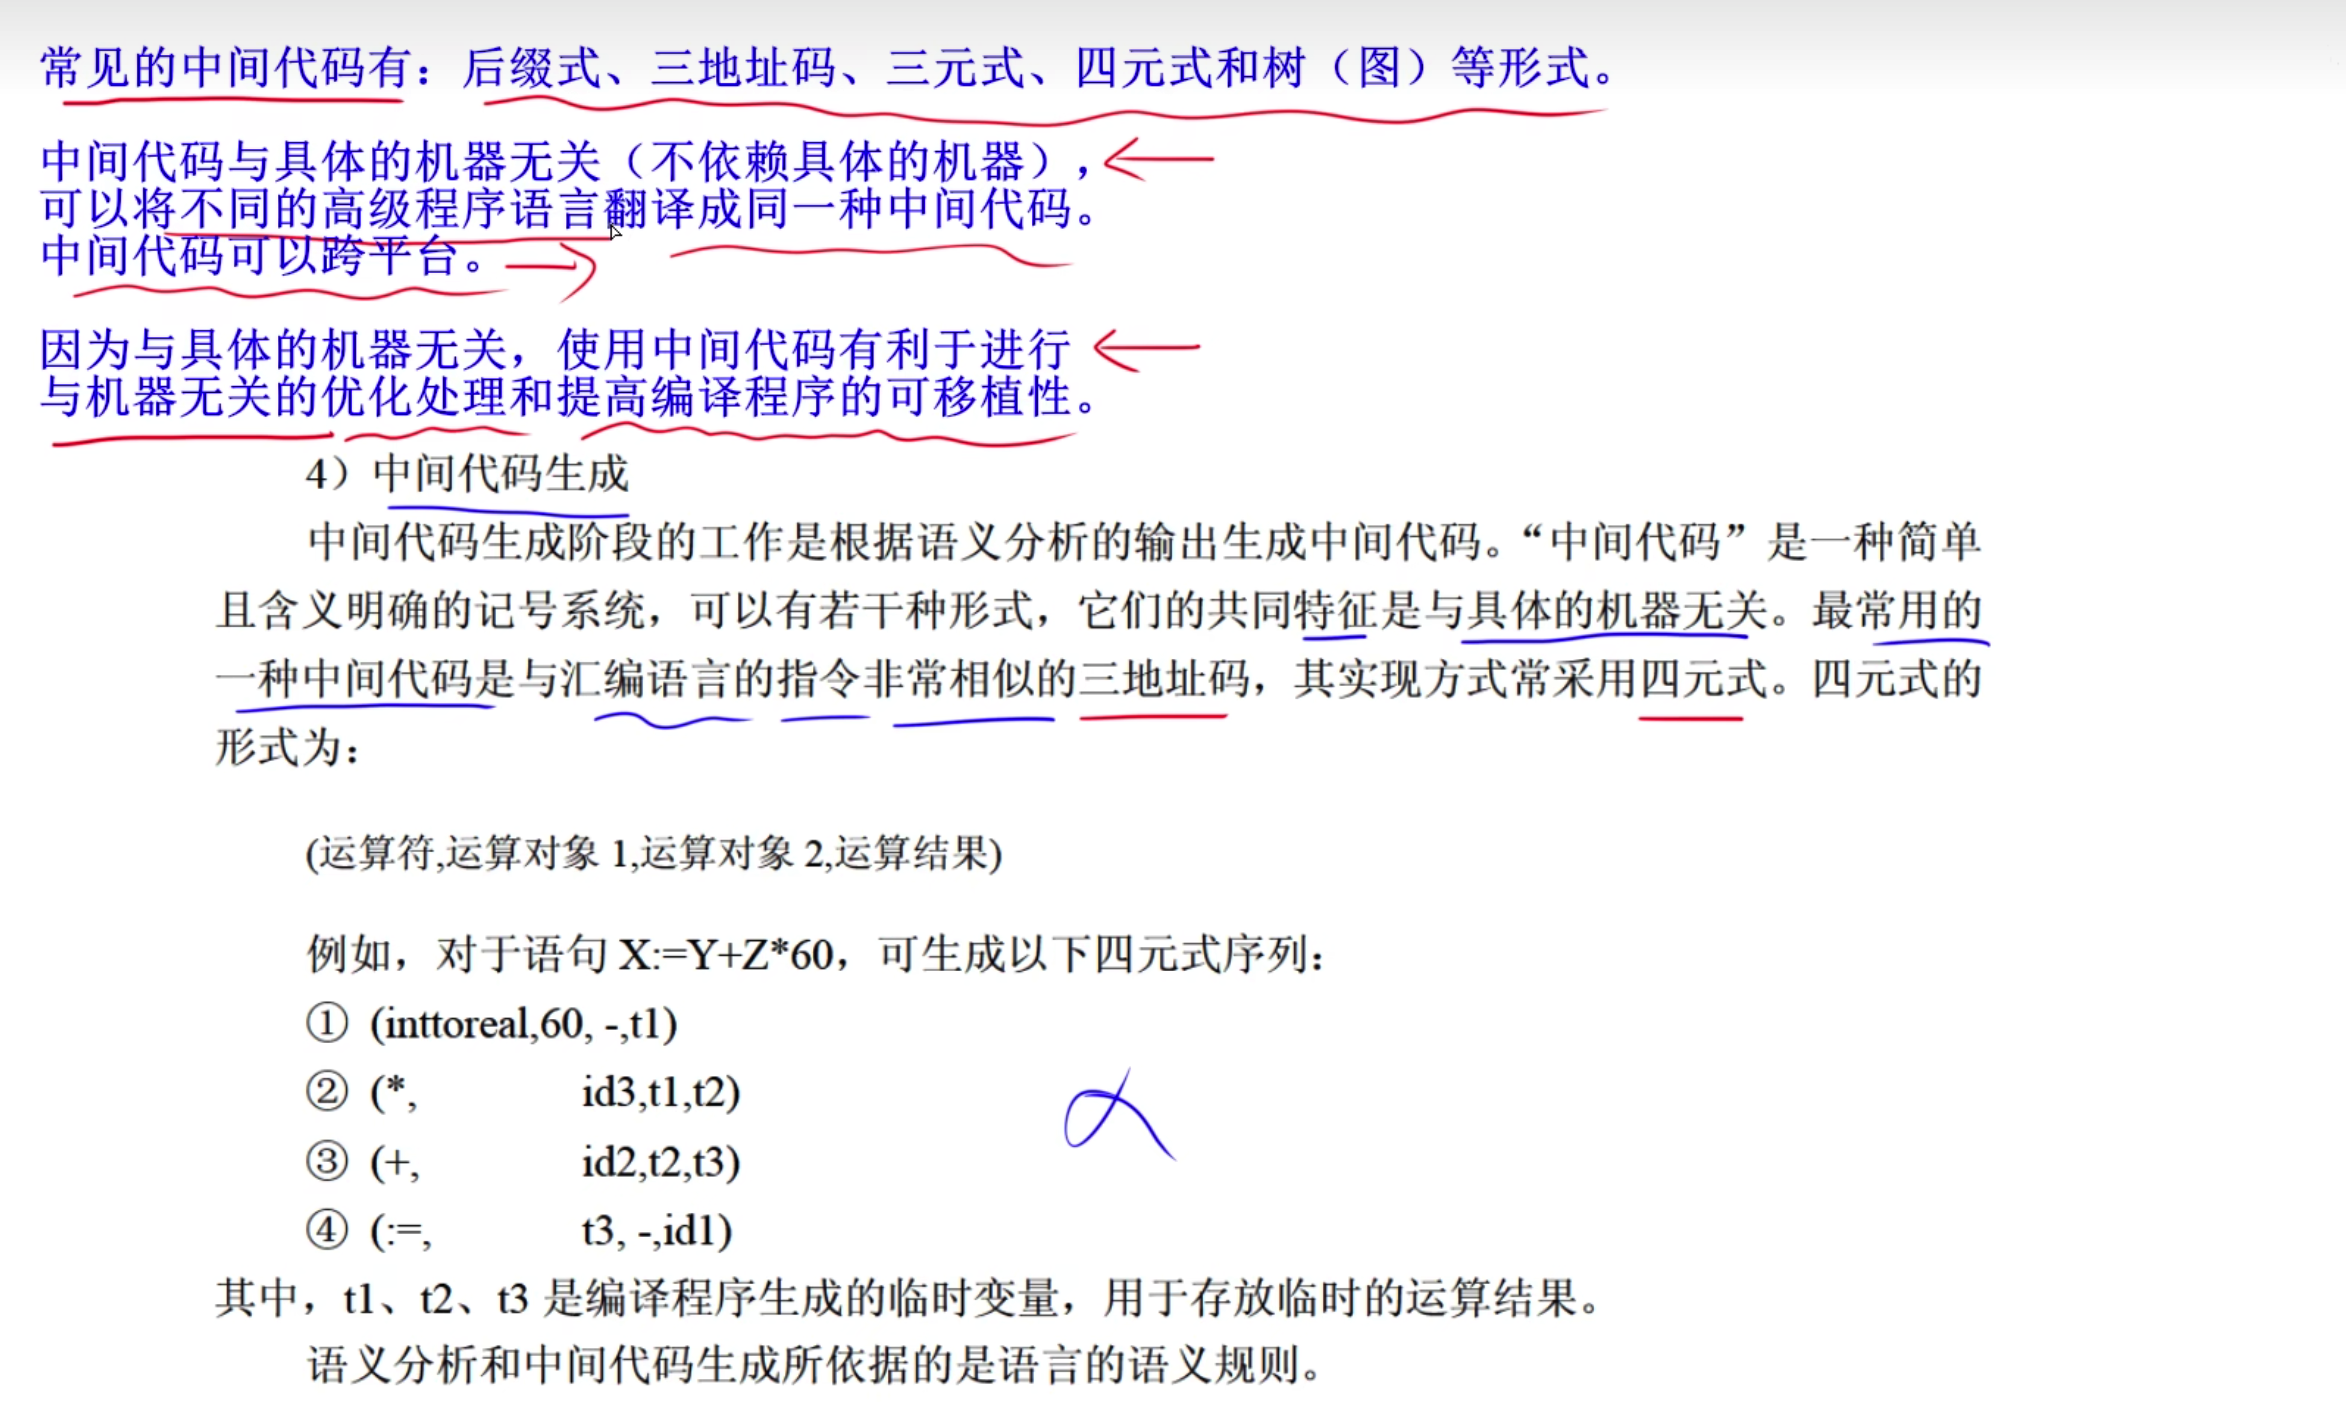 常见的中间代码有：后缀式、三地址码、三元式、四元式和树（图）等形式。
中间代码与具体的机器无关（不依赖具体的机器），
可以将不同的高级程序语言翻译成同一种中间代码。
中间代码可以跨平台。
因为与具体的机器无关，使用中间代码有利于进行
与机器无关的优化处理和提高编译程序的可移植性。
4）中间代码生成
中间代码生成阶段的工作是根据语义分析的输出生成中间代码。“中间代码”是一种简单
且含义明确的记号系统，可以有若干种形式，它们的共同特征是与具体的机器无关。最常用的
一种中间代码是与汇编语言的指令非常相似的三地址码，其实现方式常采用四元式。四元式的
形式为：
(运算符,运算对象 1,运算对象 2,运算结果)
例如，对于语句 X:=Y+Z*60，可生成以下四元式序列：
① (inttoreal,60, -,t1)
② (*, id3,t1,t2)
③ (+, id2,t2,t3)
④ (:=, t3, -,id1)
其中，t1、t2、t3 是编译程序生成的临时变量，用于存放临时的运算结果。
语义分析和中间代码生成所依据的是语言的语义规则。